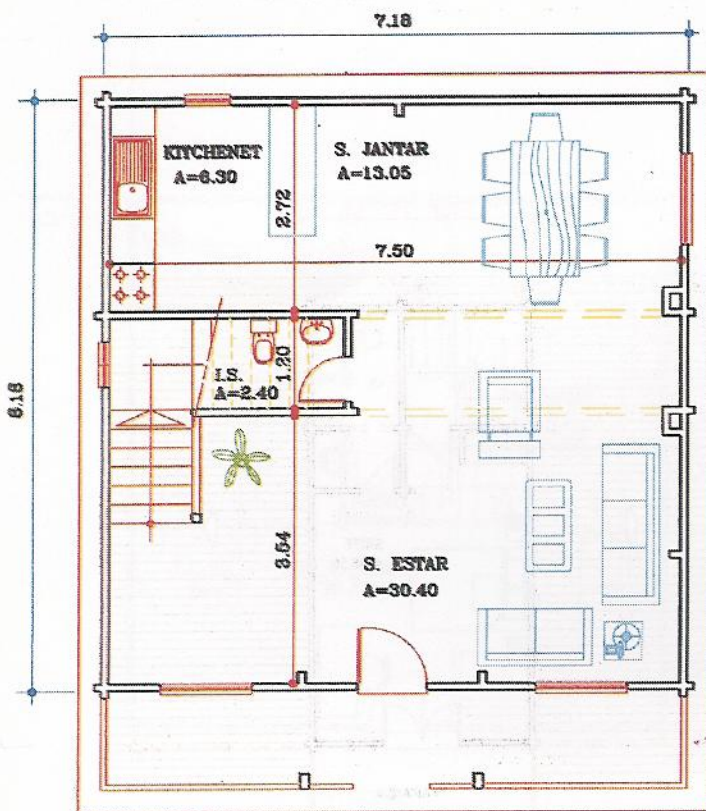 7.18
KITCHENET
A=6.30
S. JANTAR
A=13.05
2.72
7.50
8.18
I.S.
A=2.40
1.20
3.54
S. ESTAR
A=30.40